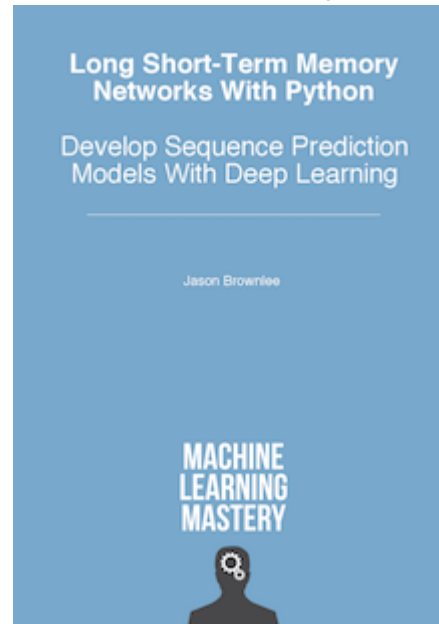 Long Short-Term Memory
Networks With Python
Develop Sequence Prediction
Models With Deep Learning
Jason Brownlee
MACHINE
LEARNING
MASTERY